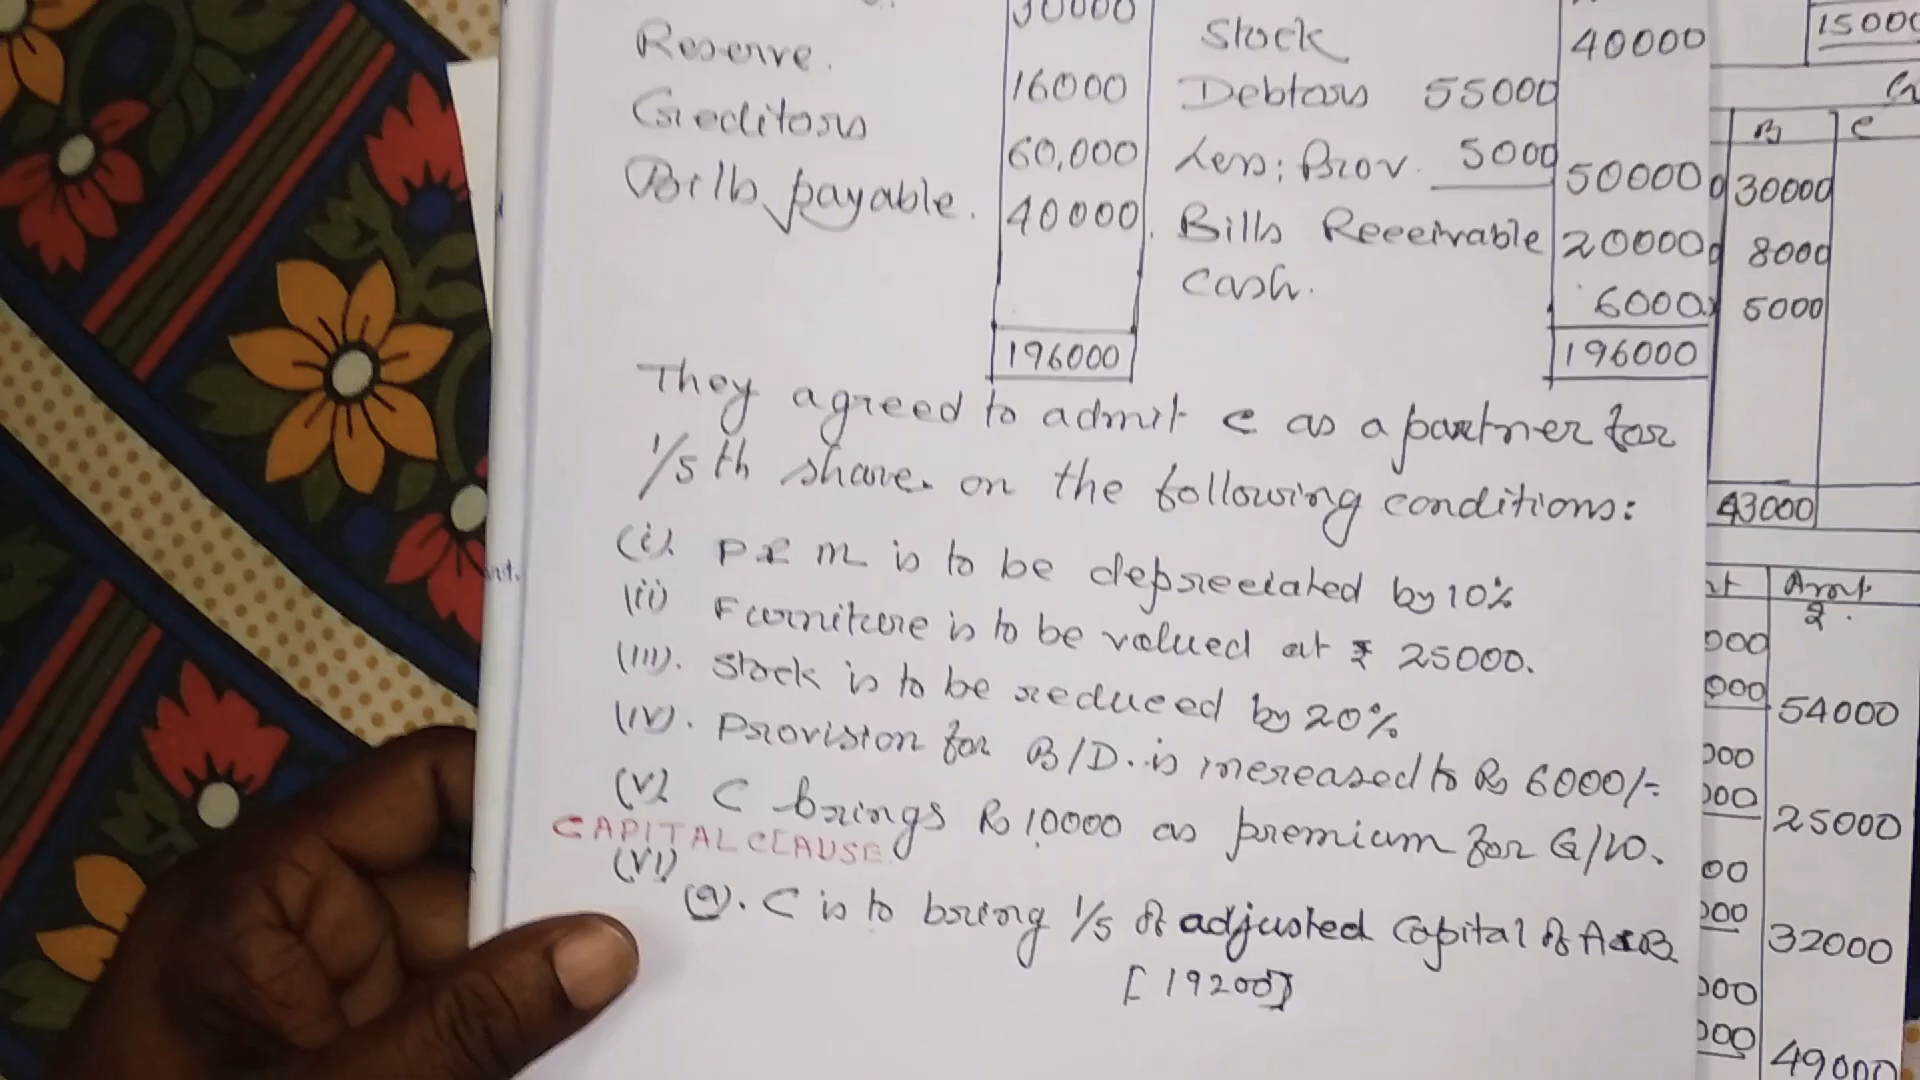 30000
Reserve. 16000 Stock 40000
Creditors 60,000 Debtors 55000
Bills payable. 40000. Less: Prov. 5000 50000
Bills Receivable 20000
Cash. 6000
196000 196000
They agreed to admit C as a partner for
1/5th share on the following conditions:
(i). P & M is to be depreciated by 10%
(ii) Furniture is to be valued at ₹ 25000.
(iii). Stock is to be reduced by 20%
(iv). Provision for B/D. is increased to Rs 6000/-
(v) C brings Rs 10000 as premium for G/W.
CAPITAL CLAUSE
(vi)
(a). C is to bring 1/5 of adjusted Capital of A & B.
[19200]
15000
B C
30000
8000
5000
43000
Amt.
₹.
54000
25000
32000
49000